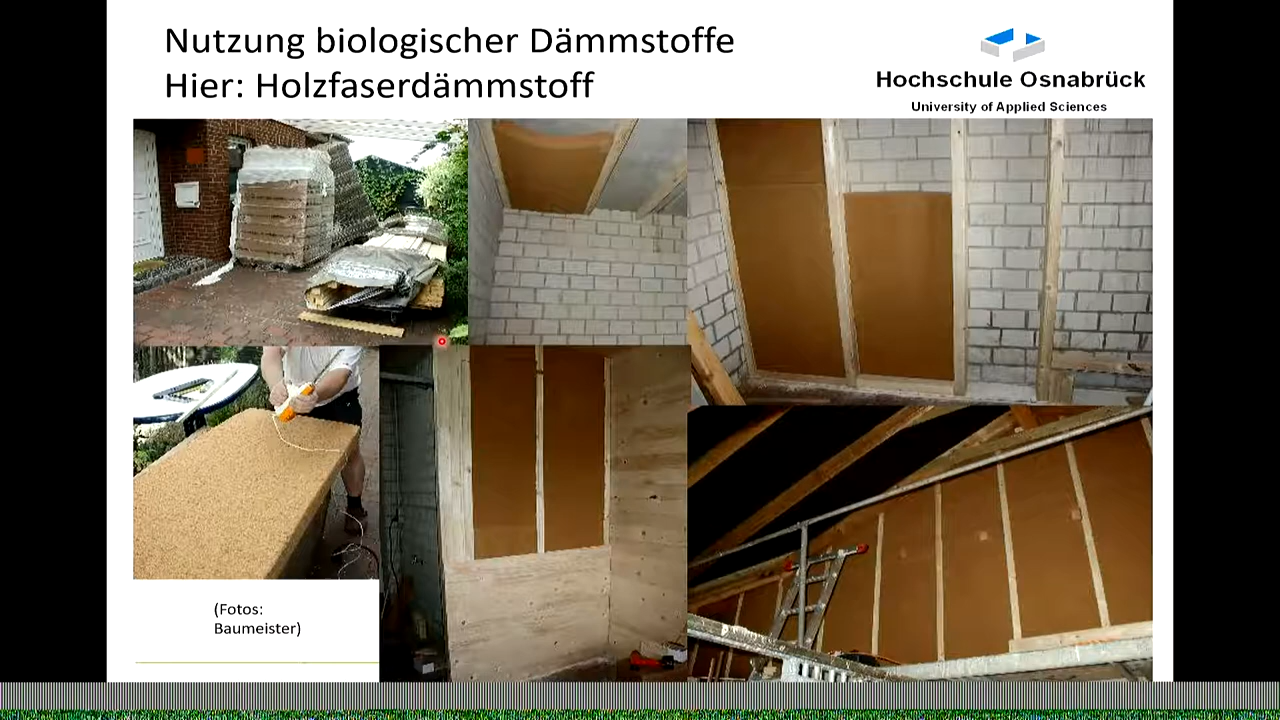 Nutzung biologischer Dämmstoffe
Hier: Holzfaserdämmstoff
Hochschule Osnabrück
University of Applied Sciences
(Fotos:
Baumeister)